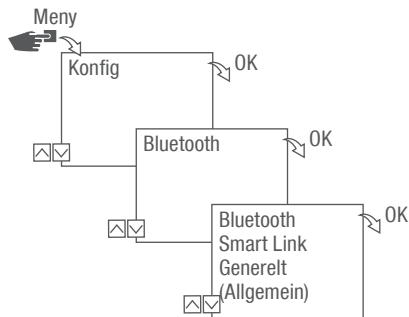 Meny
Konfig
OK
Bluetooth
OK
Bluetooth
Smart Link
Generelt
(Allgemein)
OK